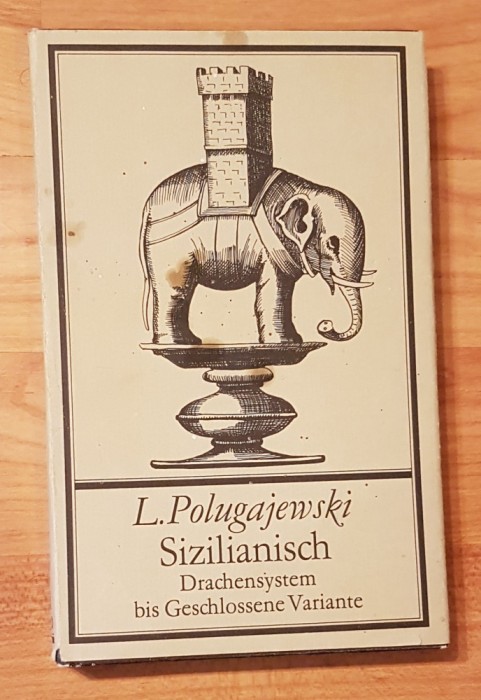 L. Polugajewski
Sizilianisch
Drachensystem
bis Geschlossene Variante